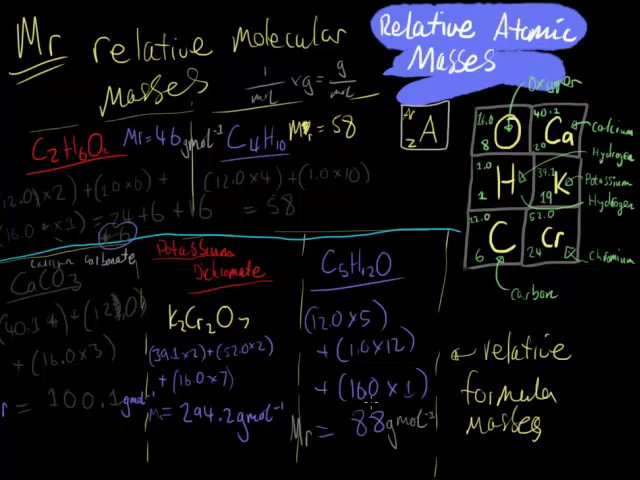 Mr relative molecular
masses
Relative Atomic
Masses
1/mol × g = g/mol
C2H6O2 Mr = 46 gmol⁻¹
(12.0 × 2) + (1.0 × 6) +
(16.0 × 1) = 24 + 6 + 16
C4H10 Mr = 58
(12.0 × 4) + (1.0 × 10)
= 58
Ar
Z A
Oxygen
16.0
8 O
40.1
20 Ca
Calcium
Hydrogen
1.0
1 H
39.1
19 K
Potassium
Hydrogen
12.0
6 C
52.0
24 Cr
Chromium
Carbon
calcium carbonate
CaCO3
(40.1) + (12.0)
+ (16.0 × 3)
= 100.1 gmol⁻¹
Potassium
Dichromate
K2Cr2O7
(39.1 × 2) + (52.0 × 2)
+ (16.0 × 7)
= 294.2 gmol⁻¹
C5H12O
(12.0 × 5)
+ (1.0 × 12)
+ (16.0 × 1)
Mr = 88 gmol⁻¹
relative
formula
masses